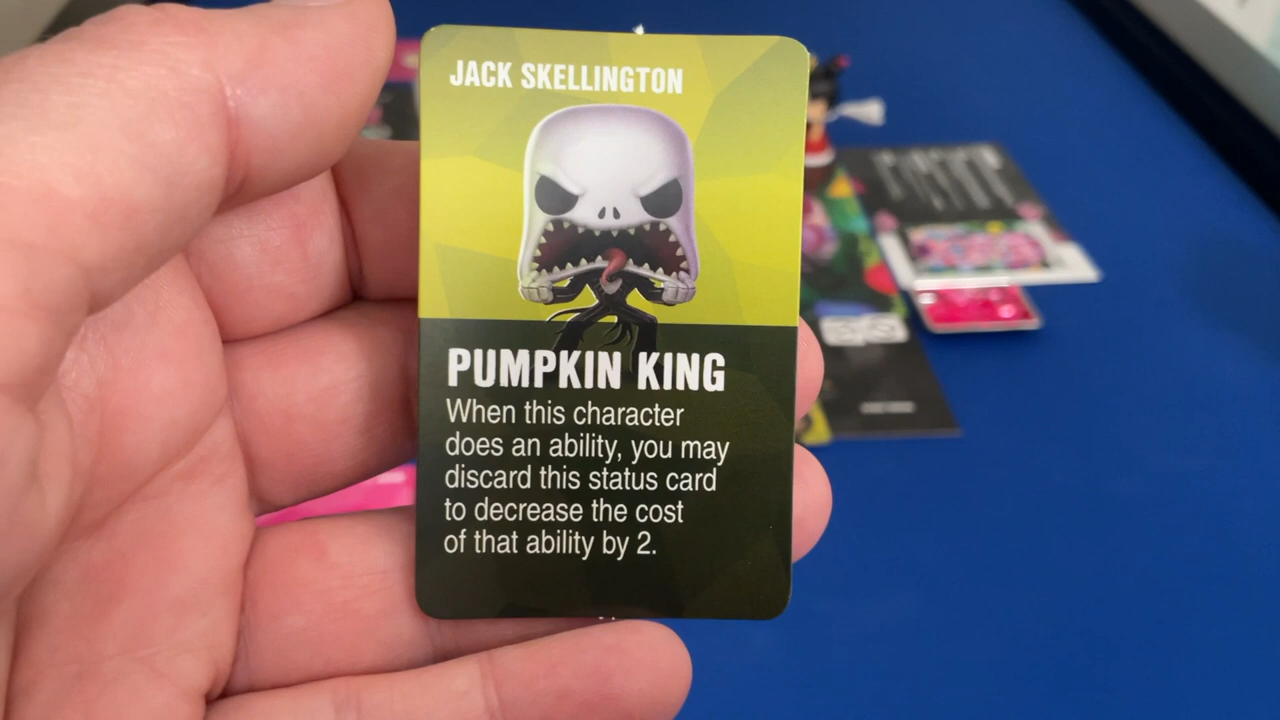 JACK SKELLINGTON
PUMPKIN KING
When this character
does an ability, you may
discard this status card
to decrease the cost
of that ability by 2.